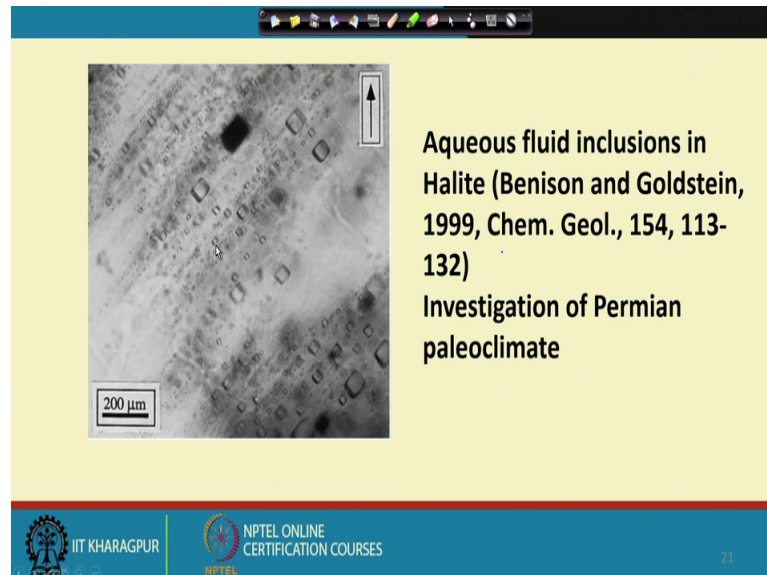 Aqueous fluid inclusions in
Halite (Benison and Goldstein,
1999, Chem. Geol., 154, 113-
132)
Investigation of Permian
paleoclimate
200 µm
IIT KHARAGPUR
NPTEL
NPTEL ONLINE
CERTIFICATION COURSES
21